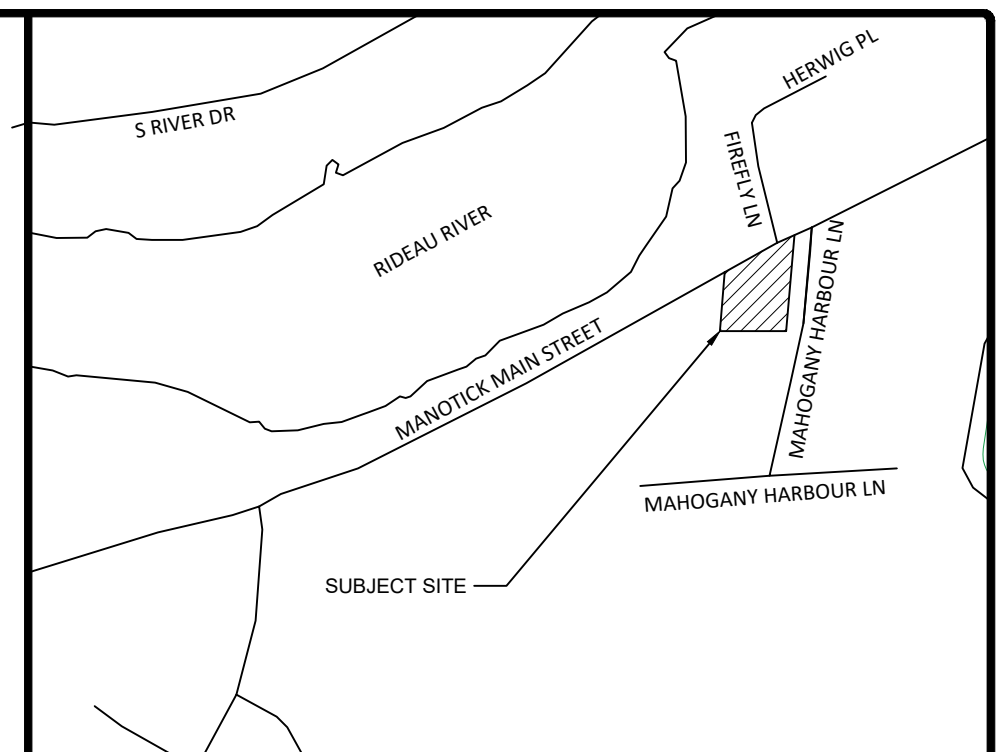 HERWIG PL
S RIVER DR
FIREFLY LN
RIDEAU RIVER
MAHOGANY HARBOUR LN
MANOTICK MAIN STREET
MAHOGANY HARBOUR LN
SUBJECT SITE